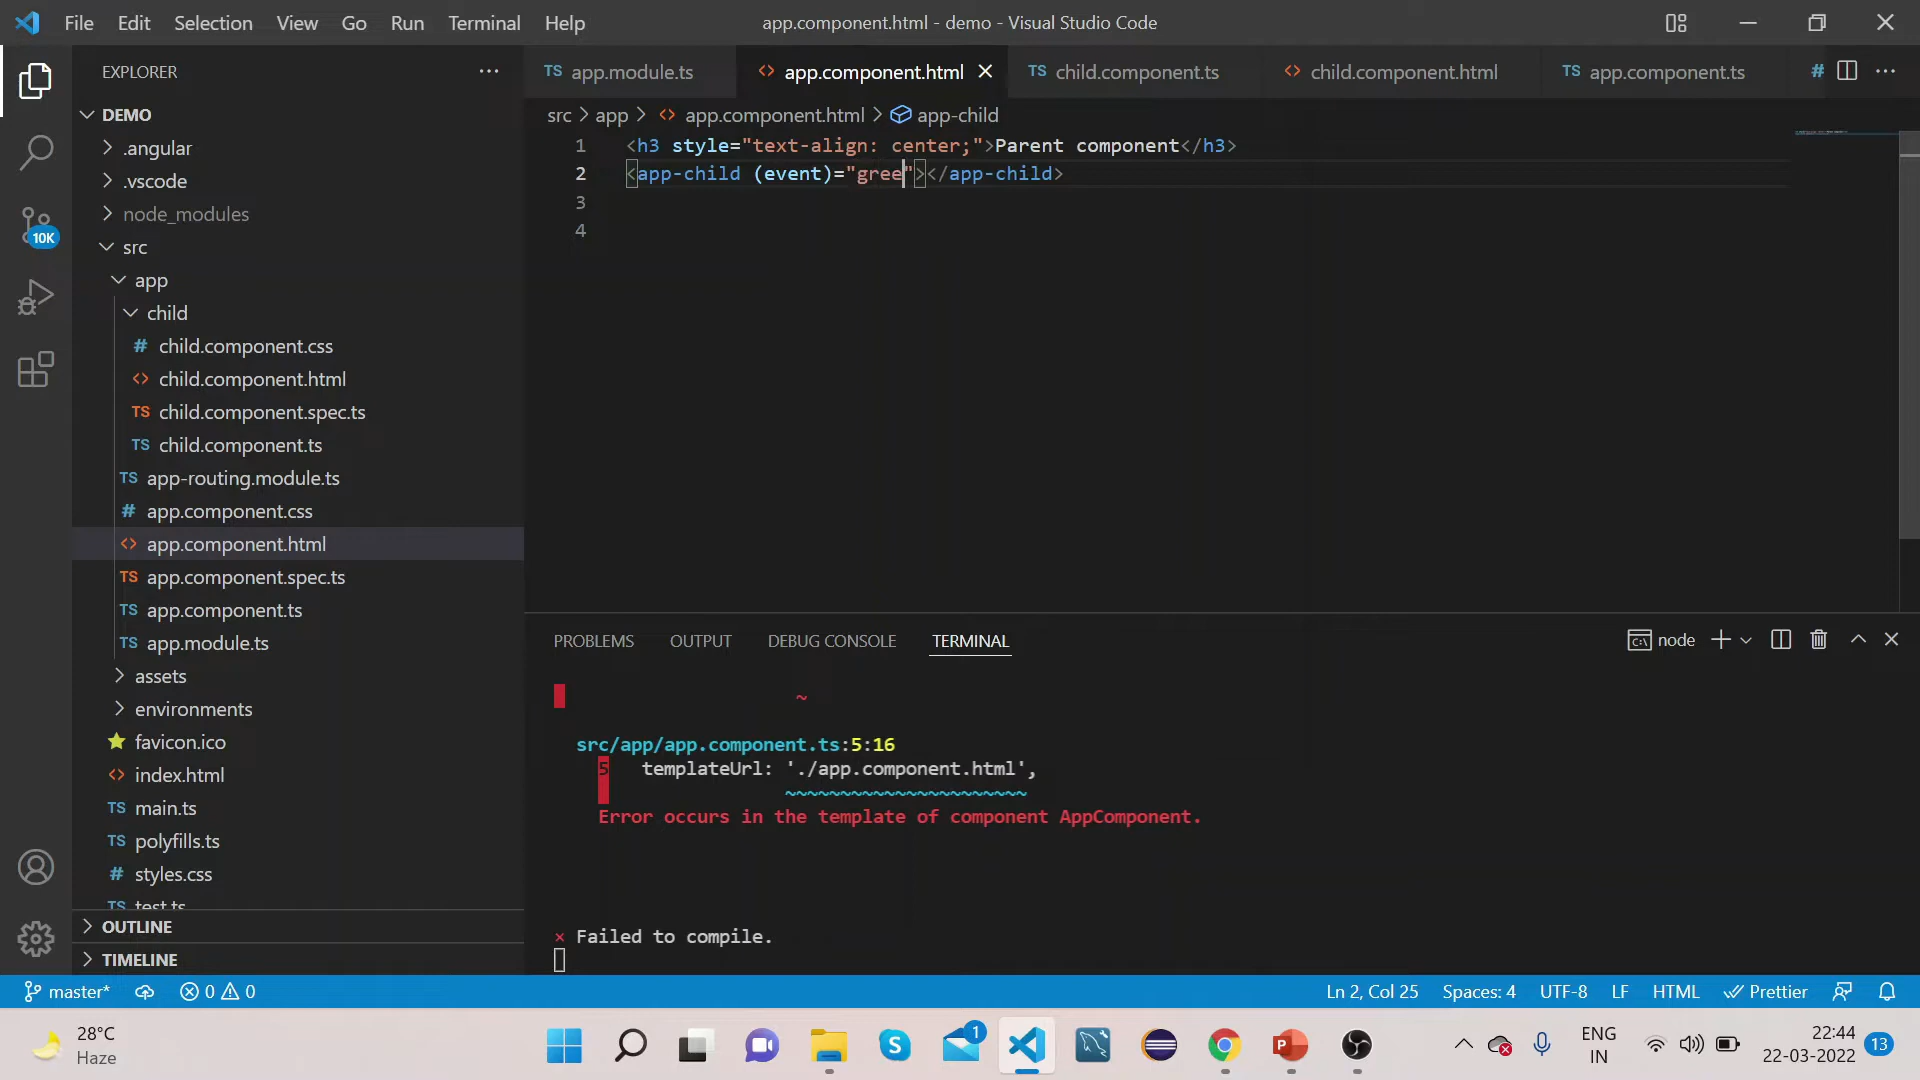 File Edit Selection View Go Run Terminal Help
app.component.html - demo - Visual Studio Code
EXPLORER
TS app.module.ts
<> app.component.html
TS child.component.ts
<> child.component.html
TS app.component.ts
#
DEMO
.angular
.vscode
node_modules
src
app
child
# child.component.css
<> child.component.html
TS child.component.spec.ts
TS child.component.ts
TS app-routing.module.ts
# app.component.css
<> app.component.html
TS app.component.spec.ts
TS app.component.ts
TS app.module.ts
assets
environments
favicon.ico
<> index.html
TS main.ts
TS polyfills.ts
# styles.css
TS test.ts
OUTLINE
TIMELINE
10K
src > app > <> app.component.html > app-child
1 <h3 style="text-align: center;">Parent component</h3>
2 <app-child (event)="gree"></app-child>
3
4
PROBLEMS OUTPUT DEBUG CONSOLE TERMINAL
node
~
src/app/app.component.ts:5:16
5 templateUrl: './app.component.html',
~~~~~~~~~~~~~~~~~~~~~~
Error occurs in the template of component AppComponent.
× Failed to compile.
master* 0 0
Ln 2, Col 25 Spaces: 4 UTF-8 LF HTML Prettier
28°C
Haze
1
ENG
IN
22:44
22-03-2022
13